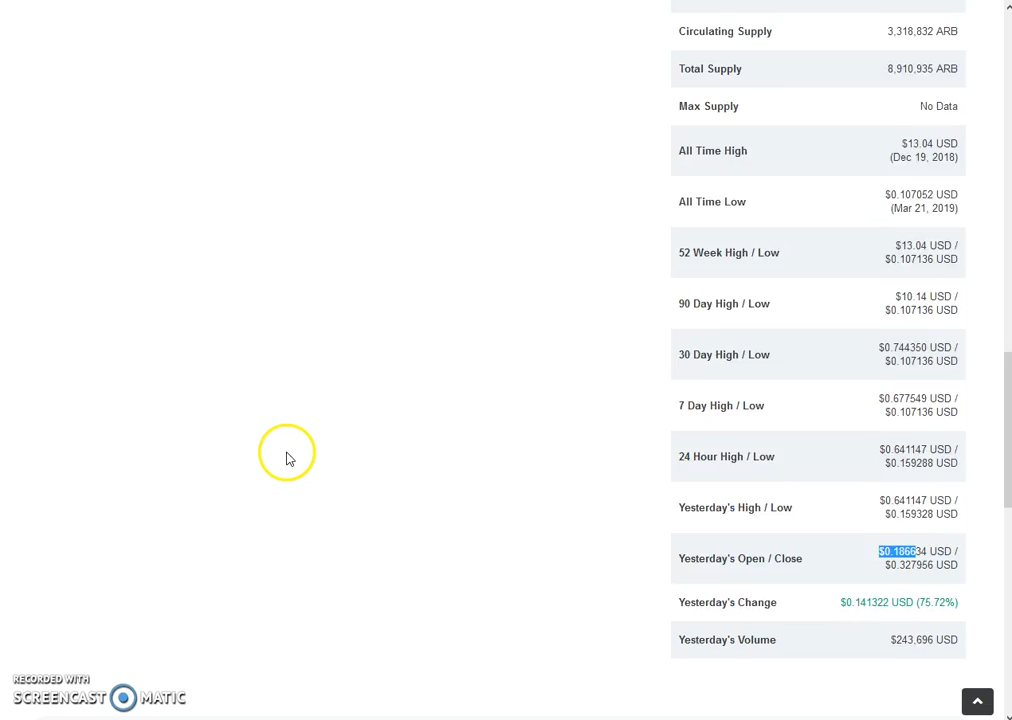 Circulating Supply 3,318,832 ARB
Total Supply 8,910,935 ARB
Max Supply No Data
All Time High $13.04 USD
(Dec 19, 2018)
All Time Low $0.107052 USD
(Mar 21, 2019)
52 Week High / Low $13.04 USD /
$0.107136 USD
90 Day High / Low $10.14 USD /
$0.107136 USD
30 Day High / Low $0.744350 USD /
$0.107136 USD
7 Day High / Low $0.677549 USD /
$0.107136 USD
24 Hour High / Low $0.641147 USD /
$0.159288 USD
Yesterday's High / Low $0.641147 USD /
$0.159328 USD
Yesterday's Open / Close $0.186634 USD /
$0.327956 USD
Yesterday's Change $0.141322 USD (75.72%)
Yesterday's Volume $243,696 USD
RECORDED WITH
SCREENCAST MATIC